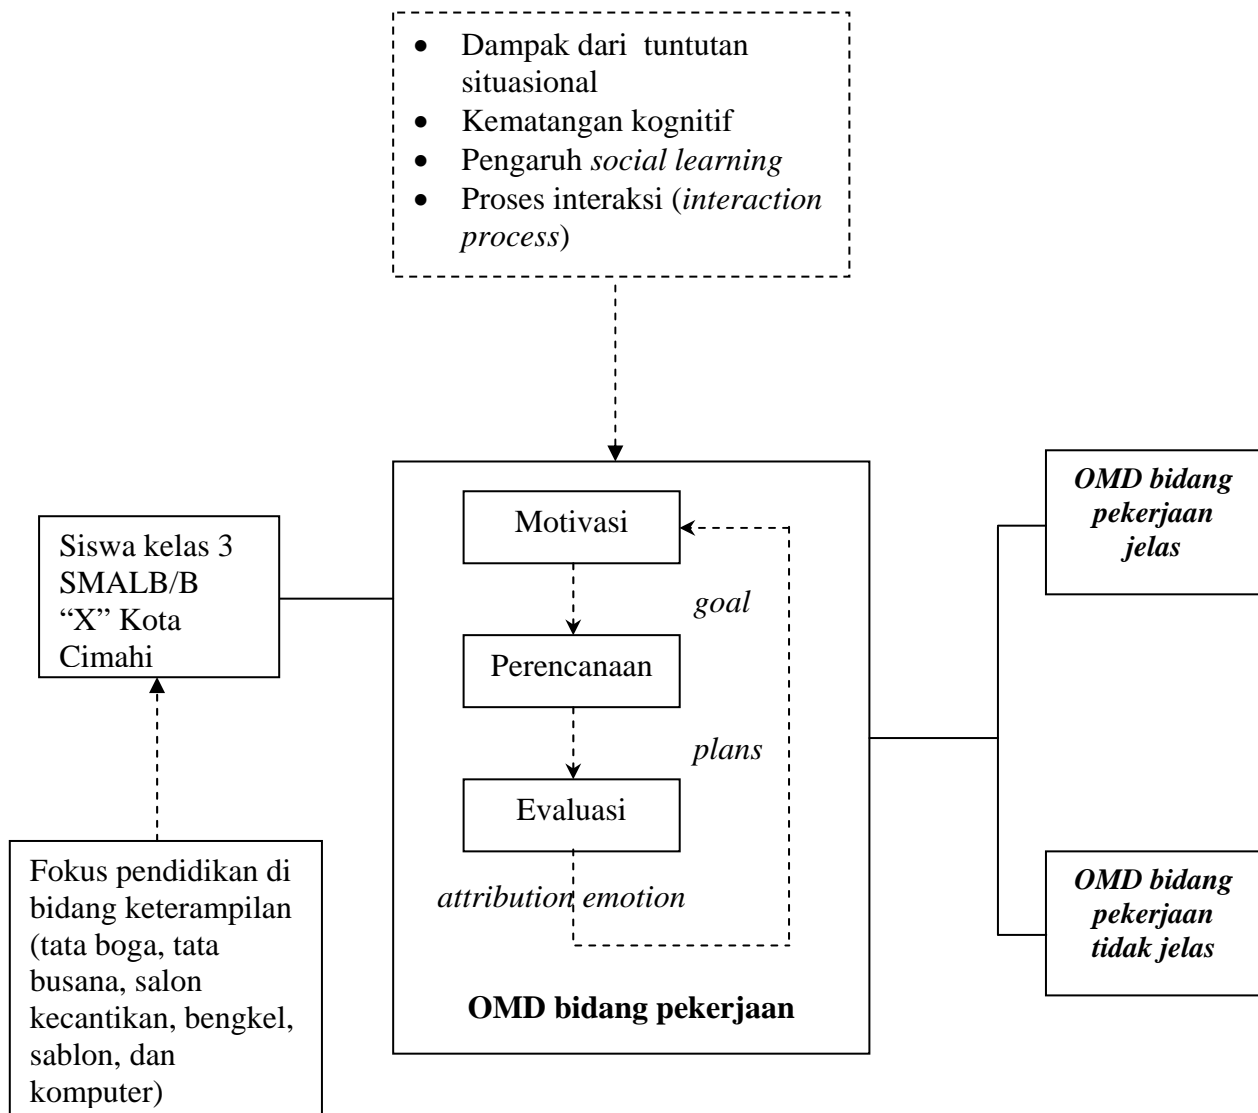 • Dampak dari tuntutan
situasional
• Kematangan kognitif
• Pengaruh social learning
• Proses interaksi (interaction
process)
Siswa kelas 3
SMALB/B
“X” Kota
Cimahi
Fokus pendidikan di
bidang keterampilan
(tata boga, tata
busana, salon
kecantikan, bengkel,
sablon, dan
komputer)
Motivasi
goal
Perencanaan
plans
Evaluasi
attribution emotion
OMD bidang pekerjaan
OMD bidang
pekerjaan
jelas
OMD bidang
pekerjaan
tidak jelas